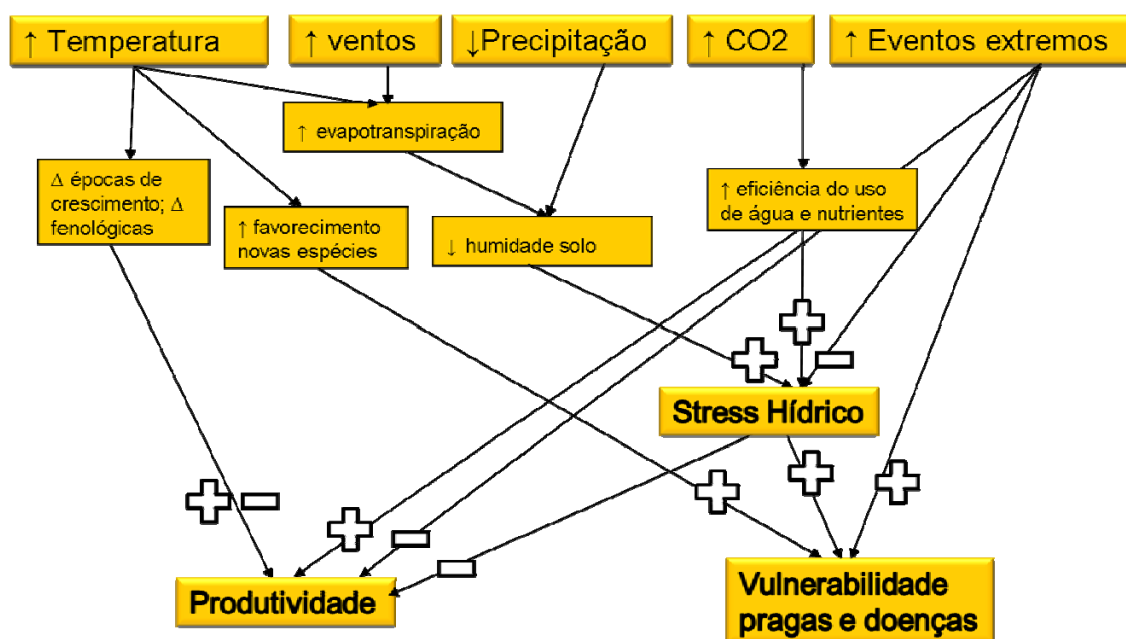 ↑ Temperatura
↑ ventos
↓Precipitação
↑ CO2
↑ Eventos extremos
↑ evapotranspiração
Δ épocas de
crescimento; Δ
fenológicas
↑ favorecimento
novas espécies
↓ humidade solo
↑ eficiência do uso
de água e nutrientes
Stress Hídrico
Produtividade
Vulnerabilidade
pragas e doenças